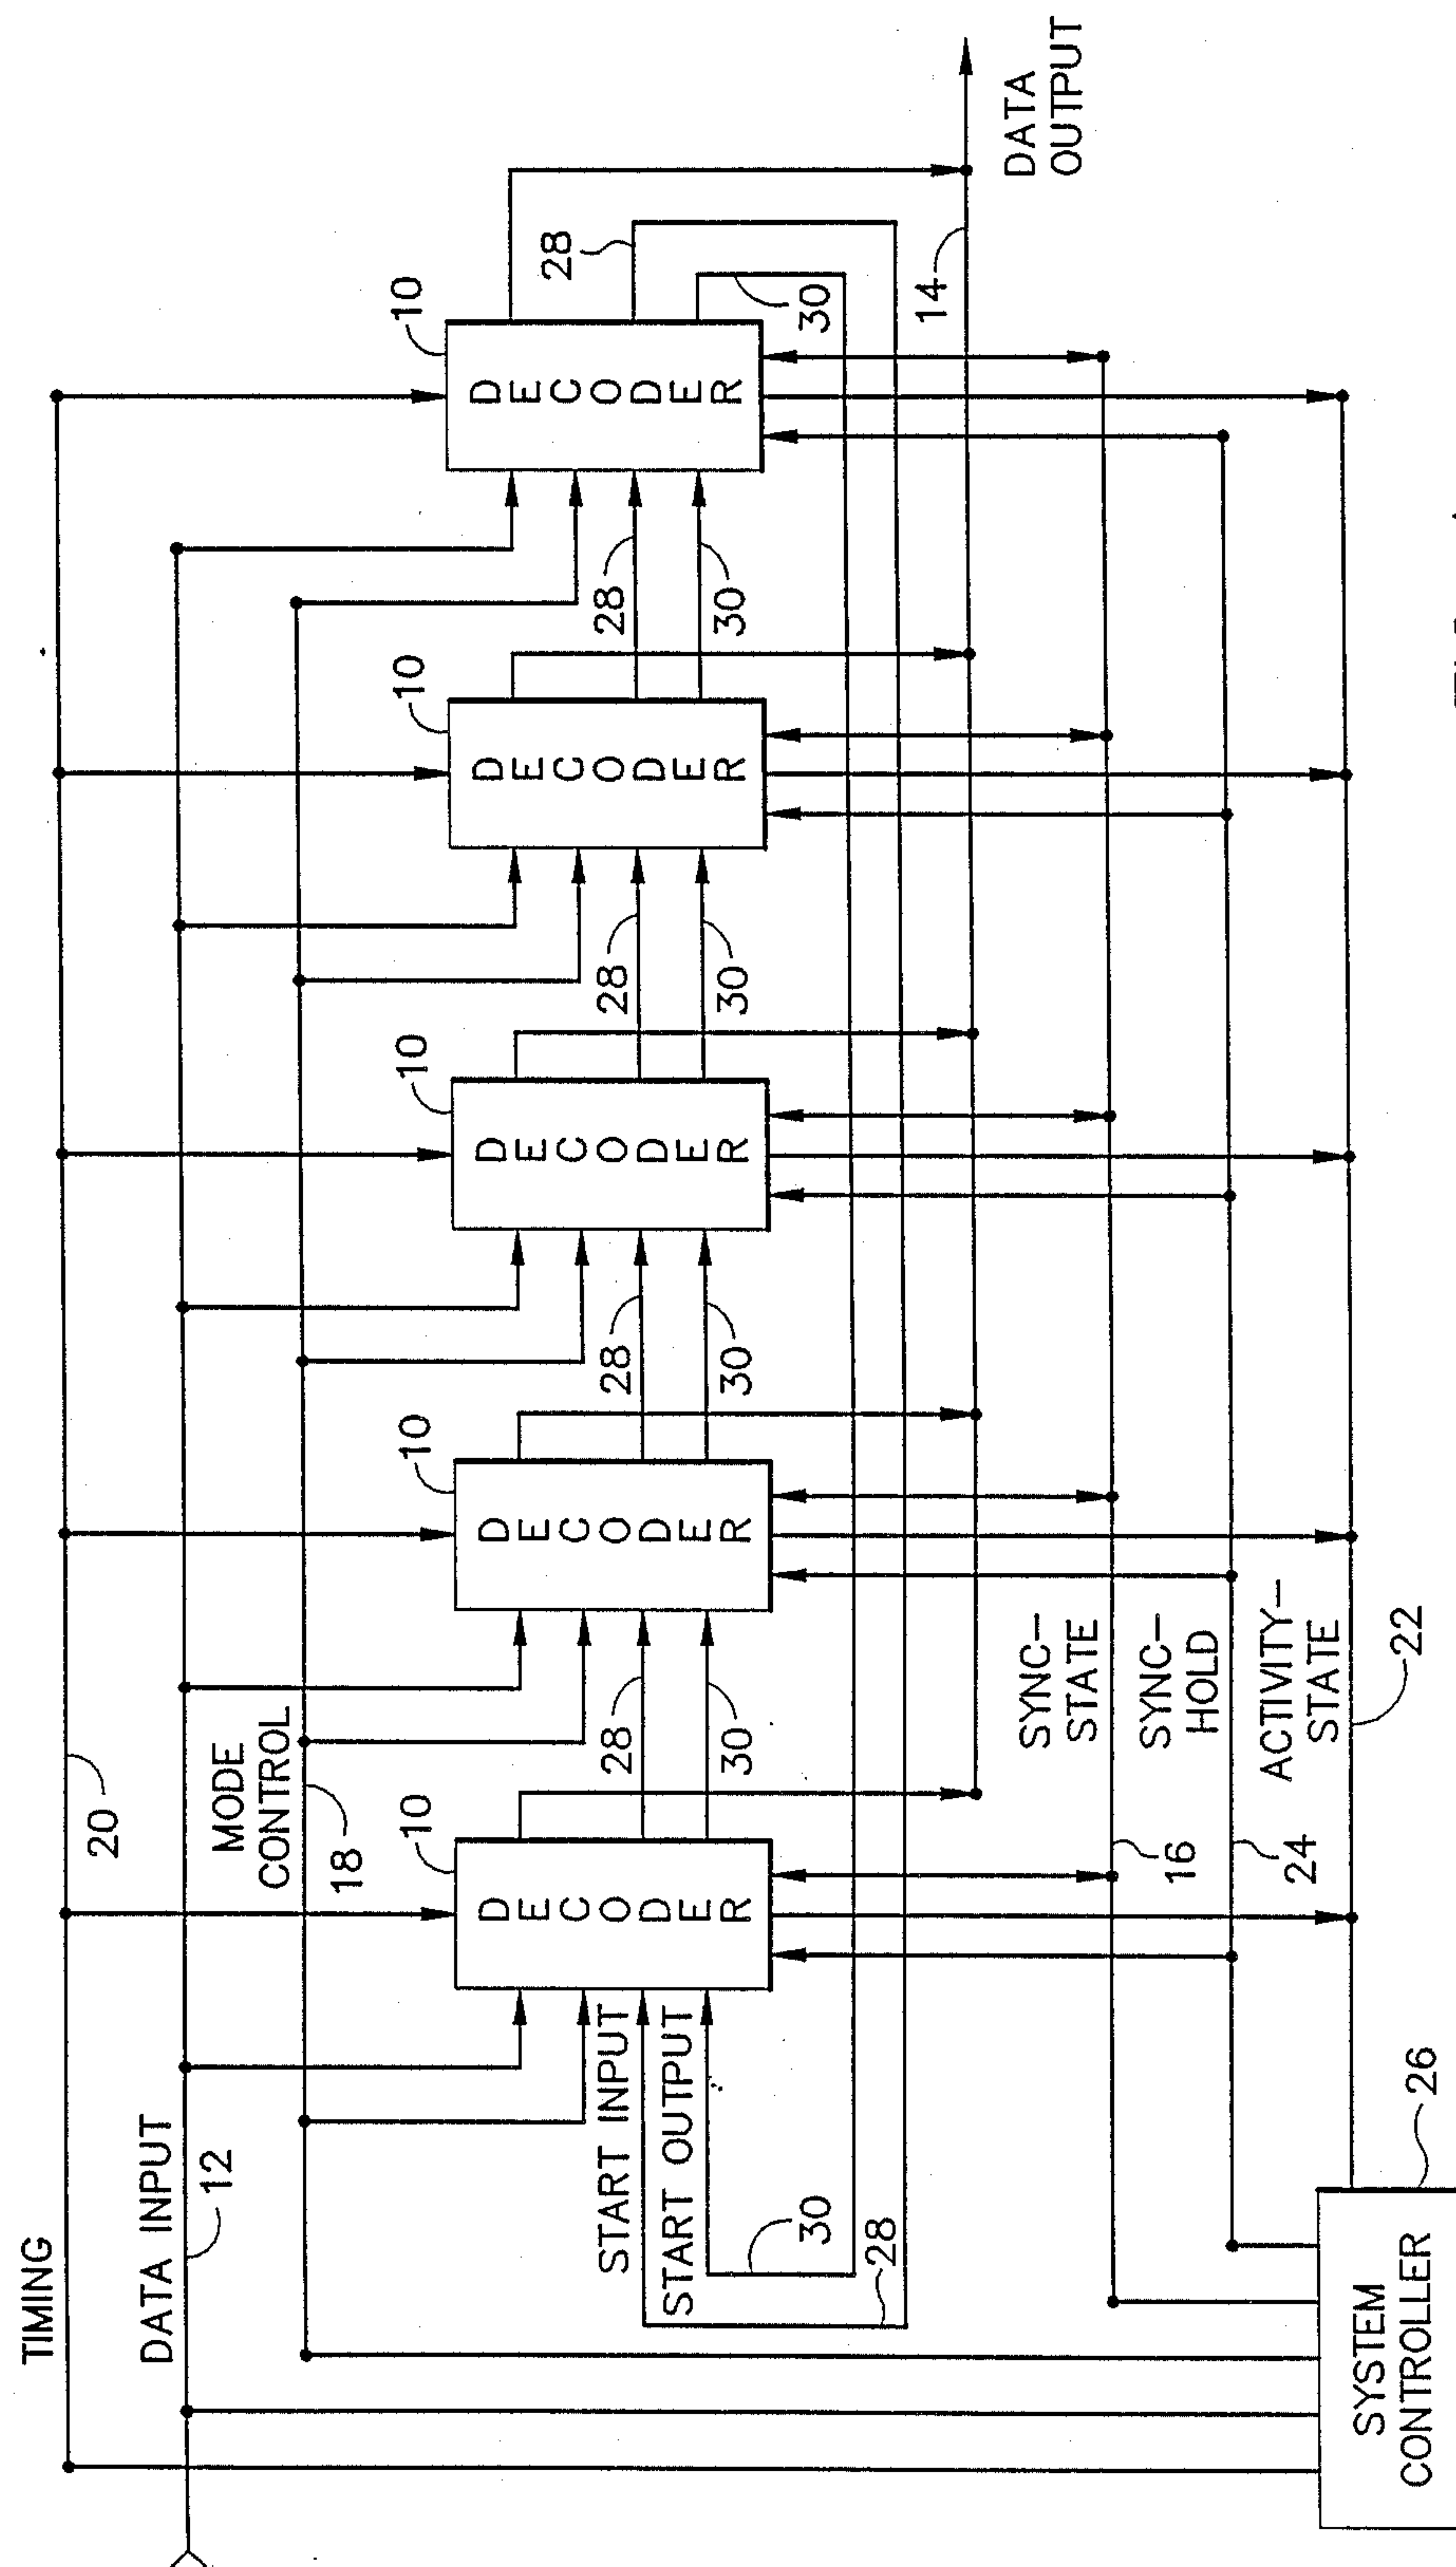 TIMING
20
DATA INPUT
12
MODE
CONTROL
18
10
10
10
10
10
DECODER
DECODER
DECODER
DECODER
DECODER
START INPUT
START OUTPUT
28
30
28
30
28
30
28
30
28
30
30
28
14
DATA
OUTPUT
SYNC-
STATE
16
SYNC-
HOLD
24
ACTIVITY-
STATE
22
SYSTEM
CONTROLLER
26